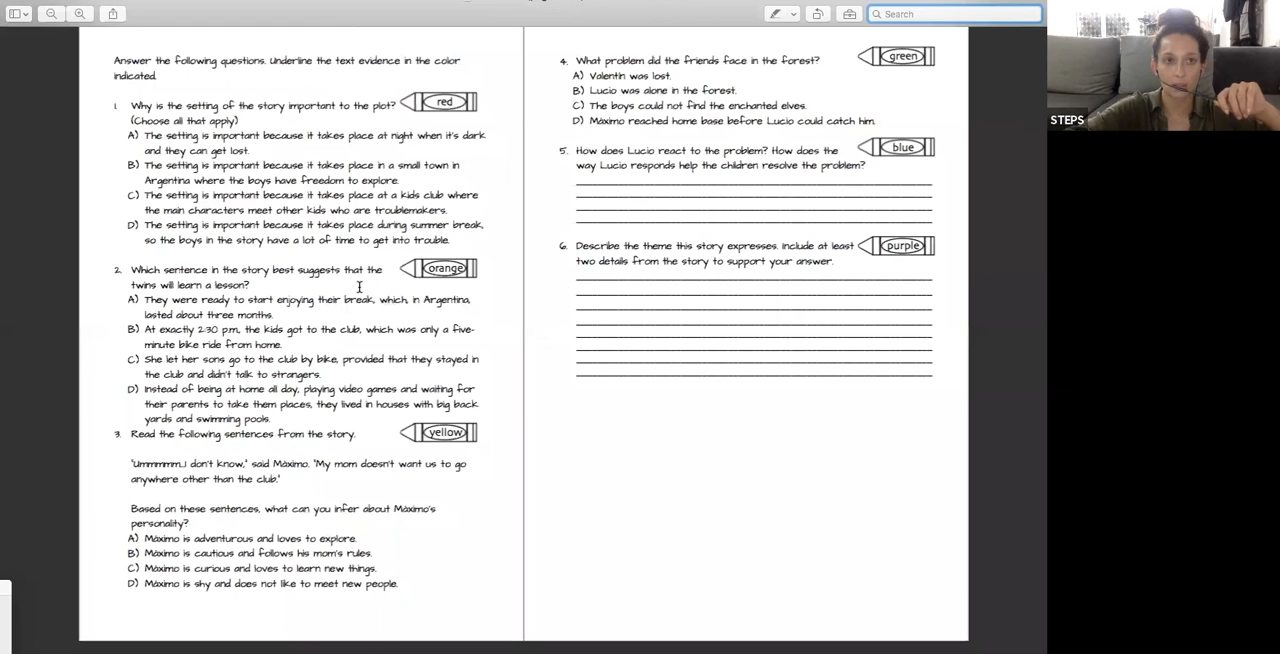 Search
STEPS
Answer the following questions. Underline the text evidence in the color
indicated.
1. Why is the setting of the story important to the plot?
red
(Choose all that apply)
A) The setting is important because it takes place at night when it's dark
and they can get lost.
B) The setting is important because it takes place in a small town in
Argentina where the boys have freedom to explore.
C) The setting is important because it takes place at a kids club where
the main characters meet other kids who are troublemakers.
D) The setting is important because it takes place during summer break,
so the boys in the story have a lot of time to get into trouble.
2. Which sentence in the story best suggests that the
orange
twins will learn a lesson?
A) They were ready to start enjoying their break, which, in Argentina,
lasted about three months.
B) At exactly 2:30 p.m., the kids got to the club, which was only a five-
minute bike ride from home.
C) She let her sons go to the club by bike, provided that they stayed in
the club and didn't talk to strangers.
D) Instead of being at home all day, playing video games and waiting for
their parents to take them places, they lived in houses with big back
yards and swimming pools.
3. Read the following sentences from the story.
yellow
"Ummmmm...I don't know," said Máximo. "My mom doesn't want us to go
anywhere other than the club."
Based on these sentences, what can you infer about Máximo's
personality?
A) Máximo is adventurous and loves to explore.
B) Máximo is cautious and follows his mom's rules.
C) Máximo is curious and loves to learn new things.
D) Máximo is shy and does not like to meet new people.
4. What problem did the friends face in the forest?
green
A) Valentín was lost.
B) Lucio was alone in the forest.
C) The boys could not find the enchanted elves.
D) Máximo reached home base before Lucio could catch him.
5. How does Lucio react to the problem? How does the
blue
way Lucio responds help the children resolve the problem?
6. Describe the theme this story expresses. Include at least
purple
two details from the story to support your answer.